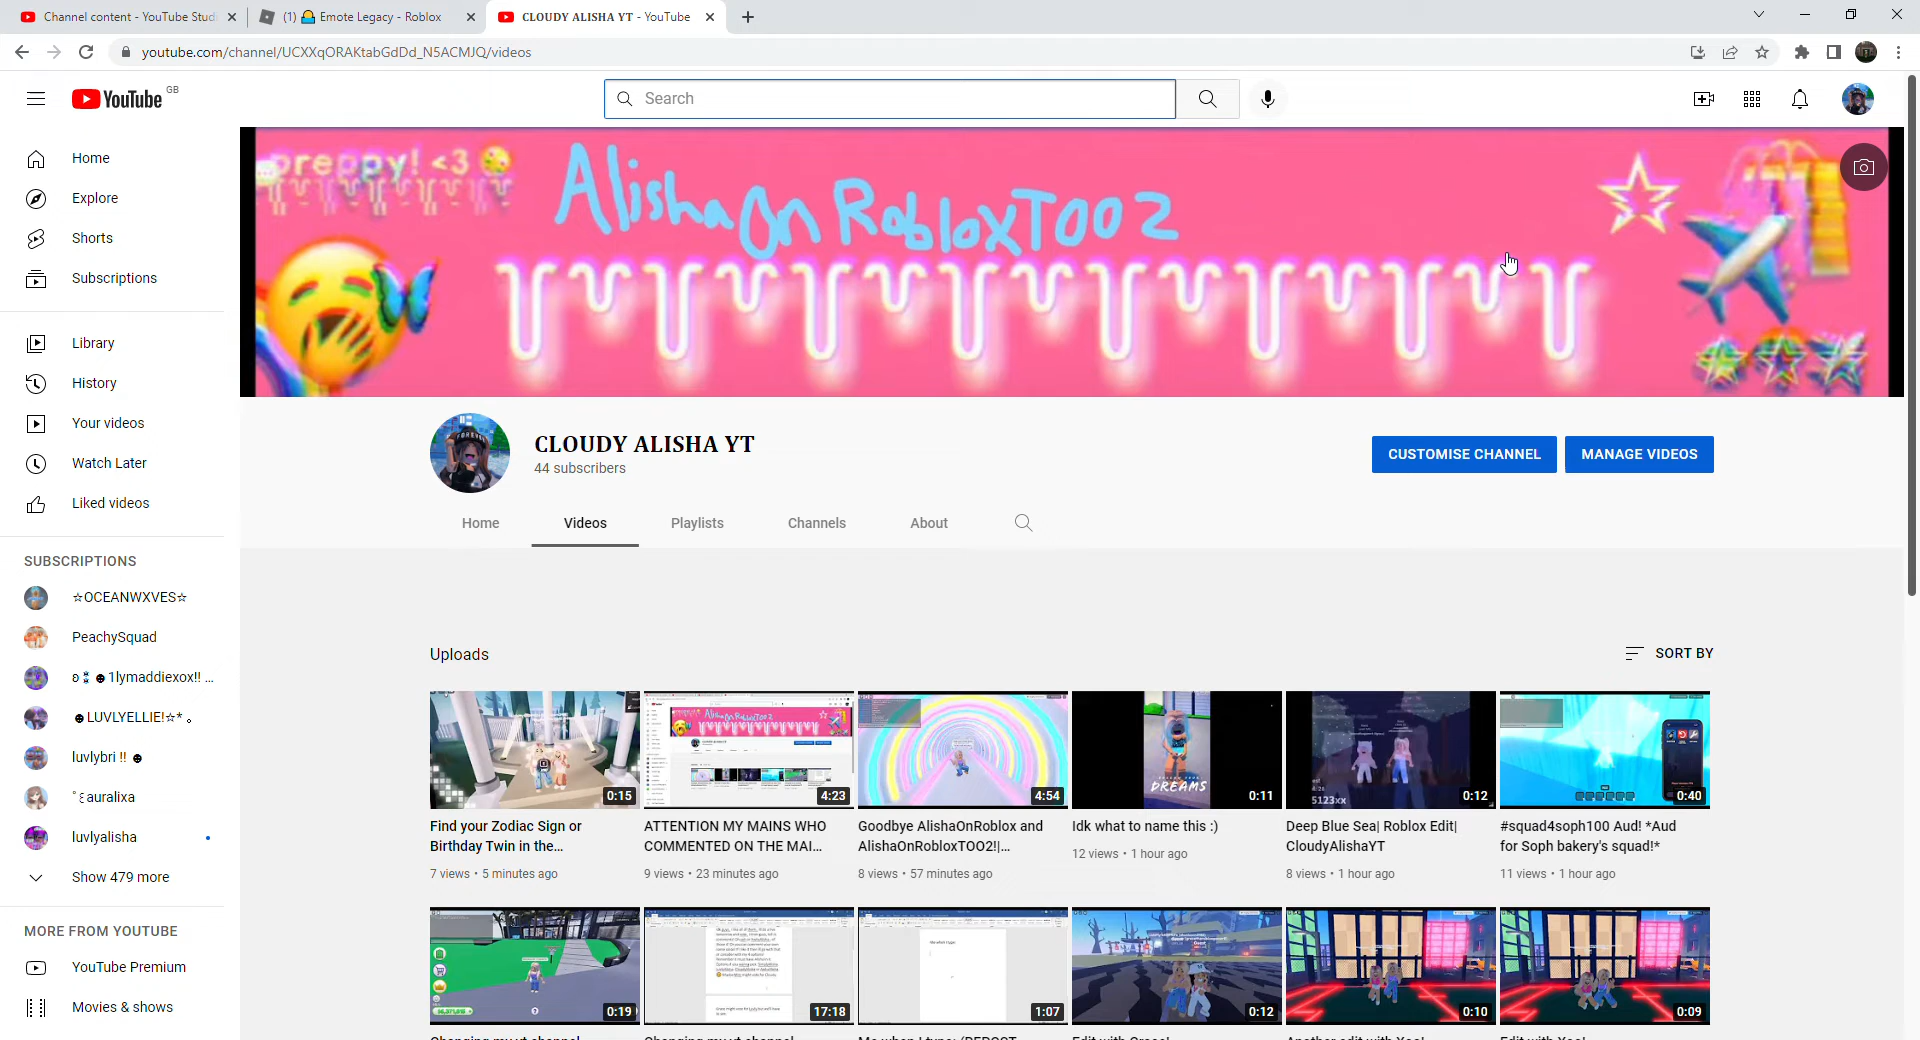 Channel content - YouTube Stud
(1) Emote Legacy - Roblox
CLOUDY ALISHA YT - YouTube
youtube.com/channel/UCXXqORAKtabGdDd_N5ACMJQ/videos
YouTube GB
Search
Home
Explore
Shorts
Subscriptions
Library
History
Your videos
Watch Later
Liked videos
SUBSCRIPTIONS
☆OCEANWXVES☆
PeachySquad
1lymaddiexox!! ...
☻LUVLYELLIE!☆* 。
luvlybri !! ☻
auralixa
luvlyalisha
Show 479 more
MORE FROM YOUTUBE
YouTube Premium
Movies & shows
preppy! <3
AlishaOnRobloxTOO2
CLOUDY ALISHA YT
44 subscribers
CUSTOMISE CHANNEL
MANAGE VIDEOS
Home Videos Playlists Channels About
Uploads
SORT BY
0:15
4:23
4:54
DREAMS
0:11
5123xx
0:12
0:40
Find your Zodiac Sign or
Birthday Twin in the...
7 views • 5 minutes ago
ATTENTION MY MAINS WHO
COMMENTED ON THE MAI...
9 views • 23 minutes ago
Goodbye AlishaOnRoblox and
AlishaOnRobloxTOO2!|...
8 views • 57 minutes ago
Idk what to name this :)
12 views • 1 hour ago
Deep Blue Sea| Roblox Edit|
CloudyAlishaYT
8 views • 1 hour ago
#squad4soph100 Aud! *Aud
for Soph bakery's squad!*
11 views • 1 hour ago
0:19
17:18
1:07
0:12
0:10
0:09